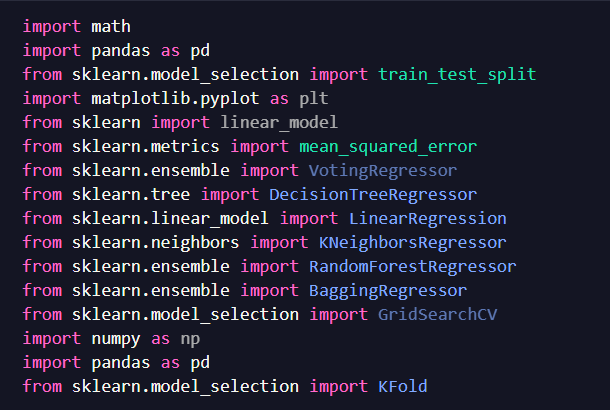 import math
import pandas as pd
from sklearn.model_selection import train_test_split
import matplotlib.pyplot as plt
from sklearn import linear_model
from sklearn.metrics import mean_squared_error
from sklearn.ensemble import VotingRegressor
from sklearn.tree import DecisionTreeRegressor
from sklearn.linear_model import LinearRegression
from sklearn.neighbors import KNeighborsRegressor
from sklearn.ensemble import RandomForestRegressor
from sklearn.ensemble import BaggingRegressor
from sklearn.model_selection import GridSearchCV
import numpy as np
import pandas as pd
from sklearn.model_selection import KFold